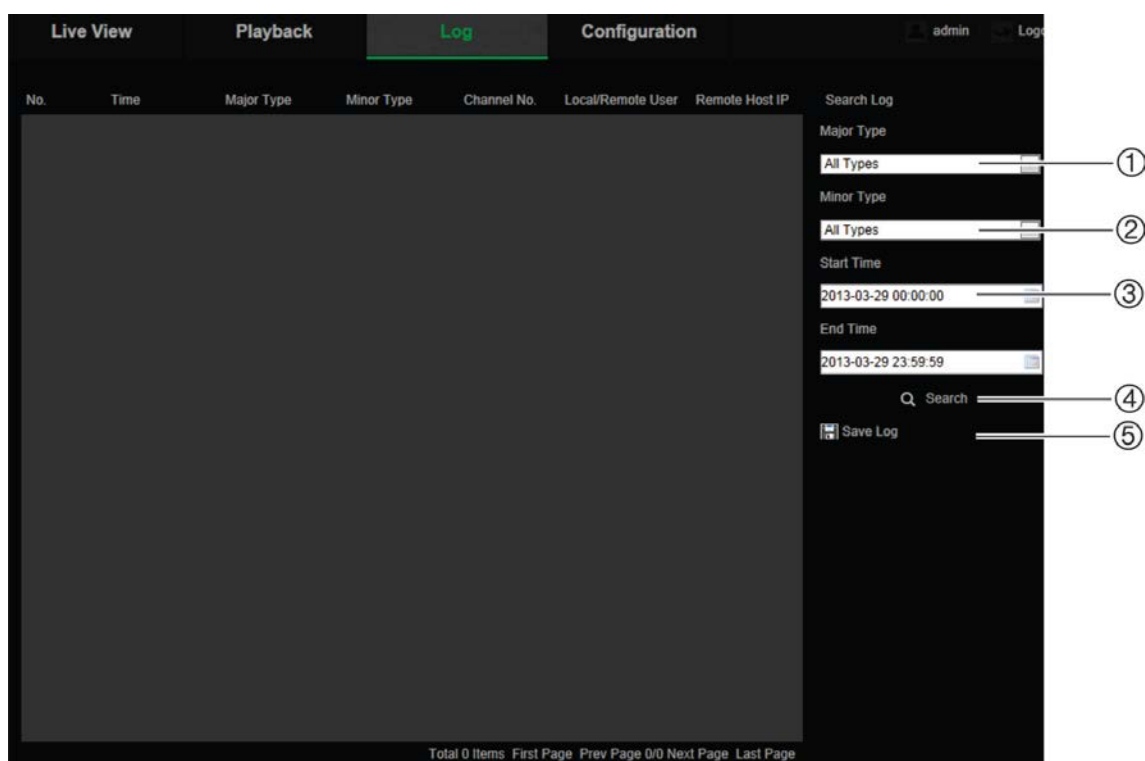 Live View Playback Log Configuration admin
No. Time Major Type Minor Type Channel No. Local/Remote User Remote Host IP Search Log
Major Type
All Types ①
Minor Type
All Types ②
Start Time
2013-03-29 00:00:00 ③
End Time
2013-03-29 23:59:59
Search ④
Save Log ⑤
Total 0 Items First Page Prev Page 0/0 Next Page Last Page